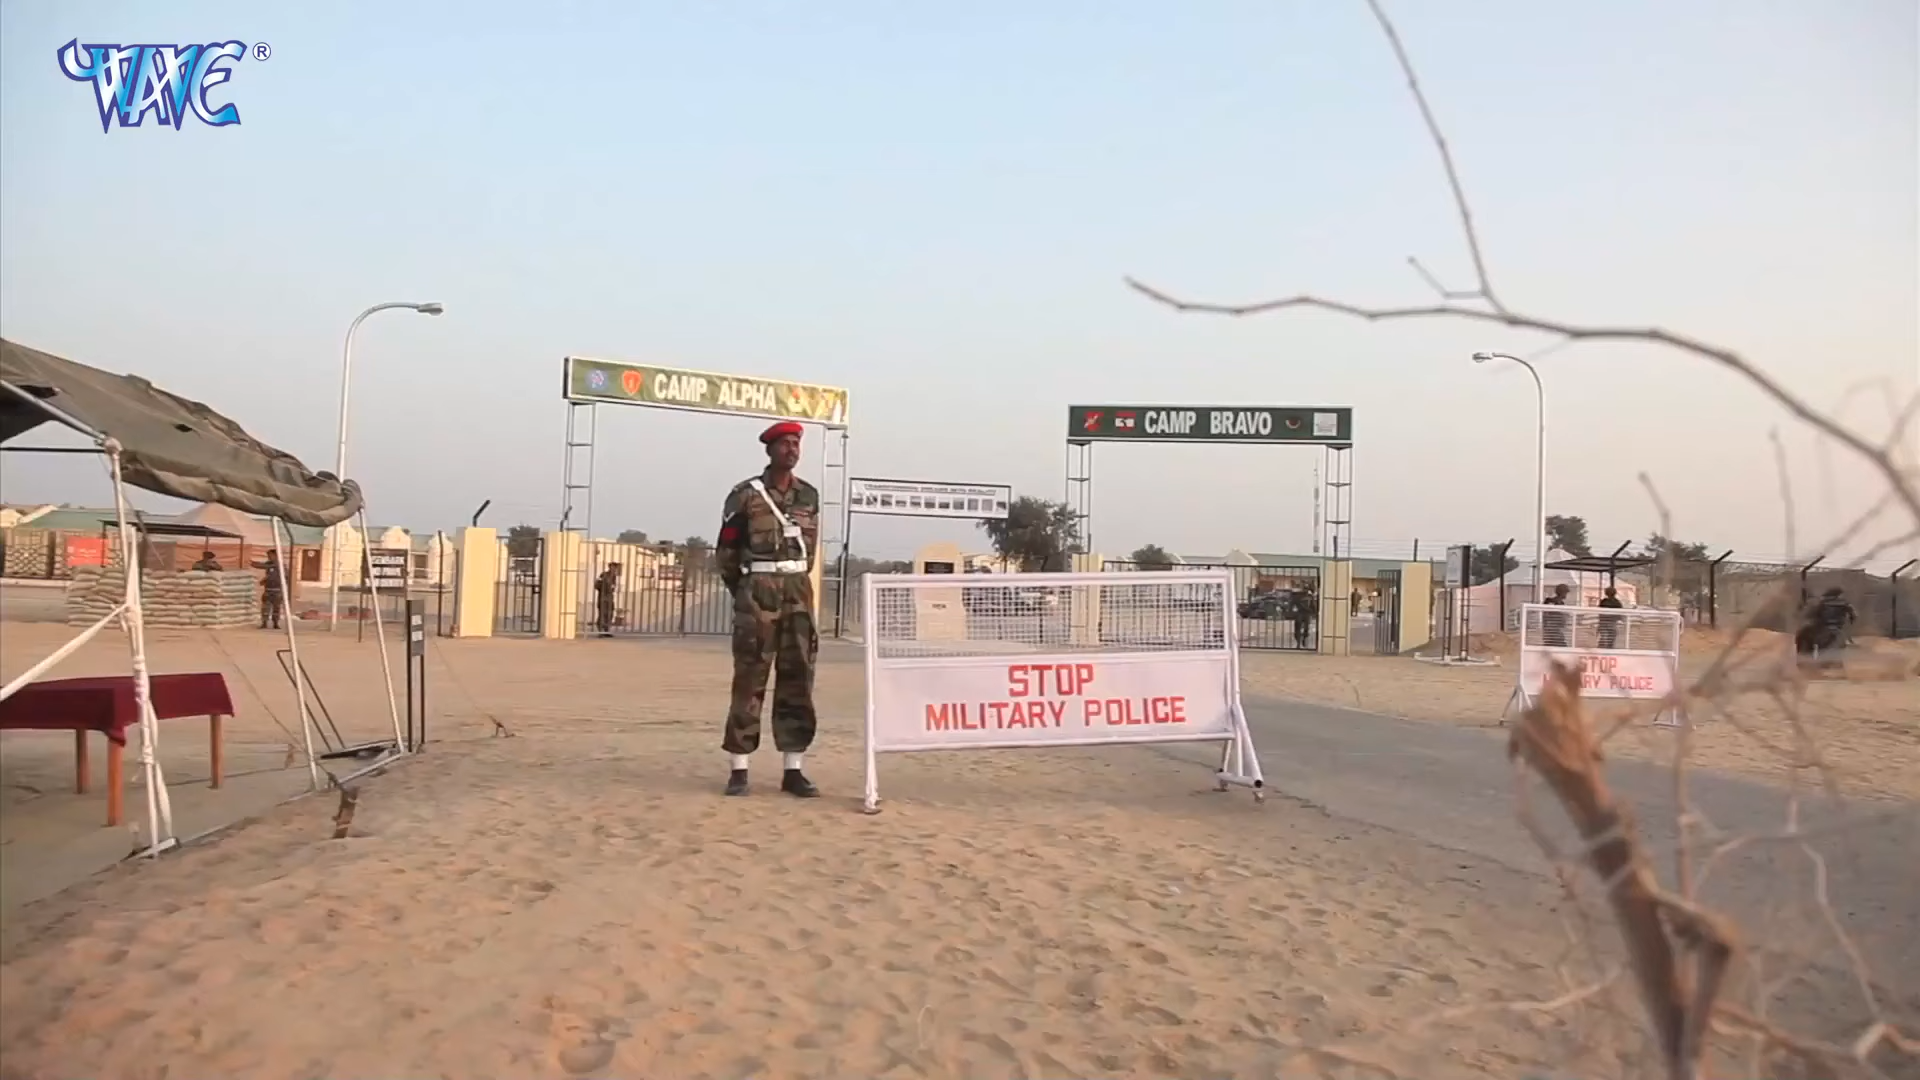 WAVE®
CAMP ALPHA
CAMP BRAVO
STOP
MILITARY POLICE
STOP
MILITARY POLICE